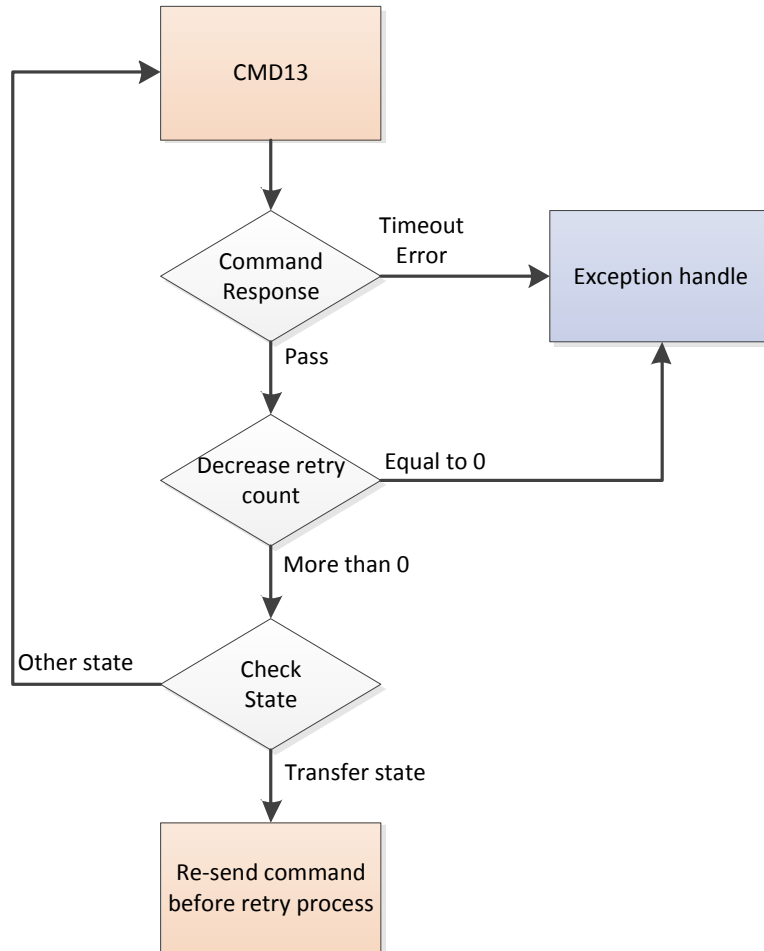 CMD13
Timeout
Error
Command
Response
Exception handle
Pass
Decrease retry
count
Equal to 0
More than 0
Other state
Check
State
Transfer state
Re-send command
before retry process